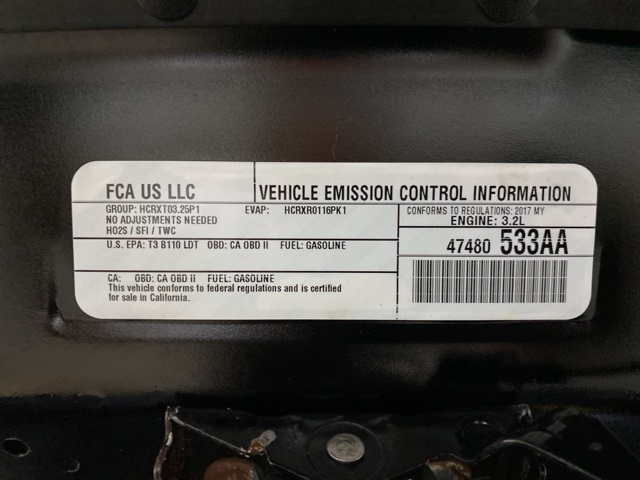 FCA US LLC
VEHICLE EMISSION CONTROL INFORMATION
GROUP: HCRXT03.25P1 EVAP: HCRXR0116PK1
NO ADJUSTMENTS NEEDED
HO2S / SFI / TWC
CONFORMS TO REGULATIONS: 2017 MY
ENGINE: 3.2L
U.S. EPA: T3 B110 LDT OBD: CA OBD II FUEL: GASOLINE
47480 533AA
CA: OBD: CA OBD II FUEL: GASOLINE
This vehicle conforms to federal regulations and is certified
for sale in California.